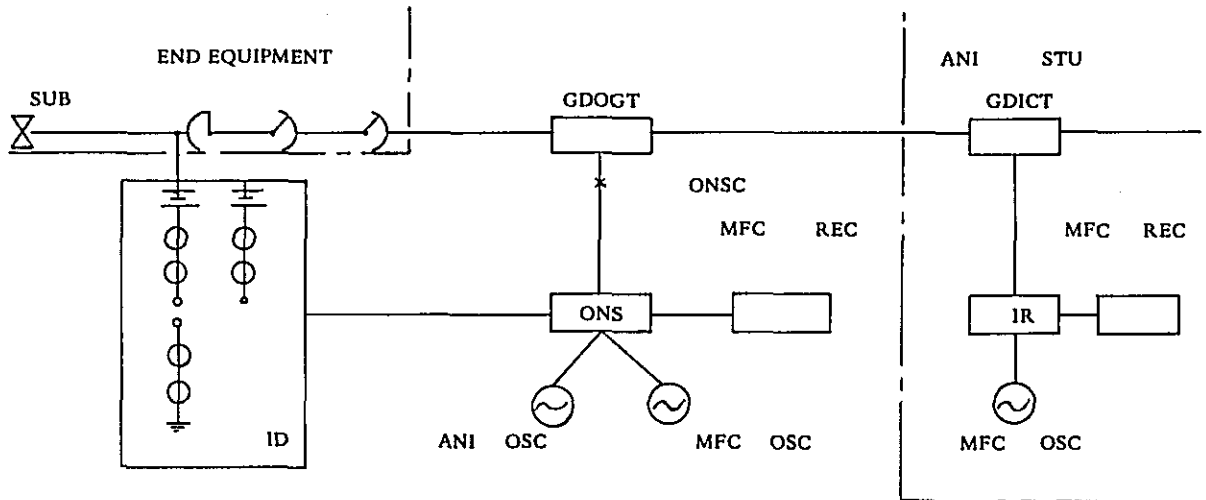 END EQUIPMENT
ANI STU
SUB
GDOGT
GDICT
ONSC
MFC REC
MFC REC
ONS
IR
ID
ANI OSC
MFC OSC
MFC OSC